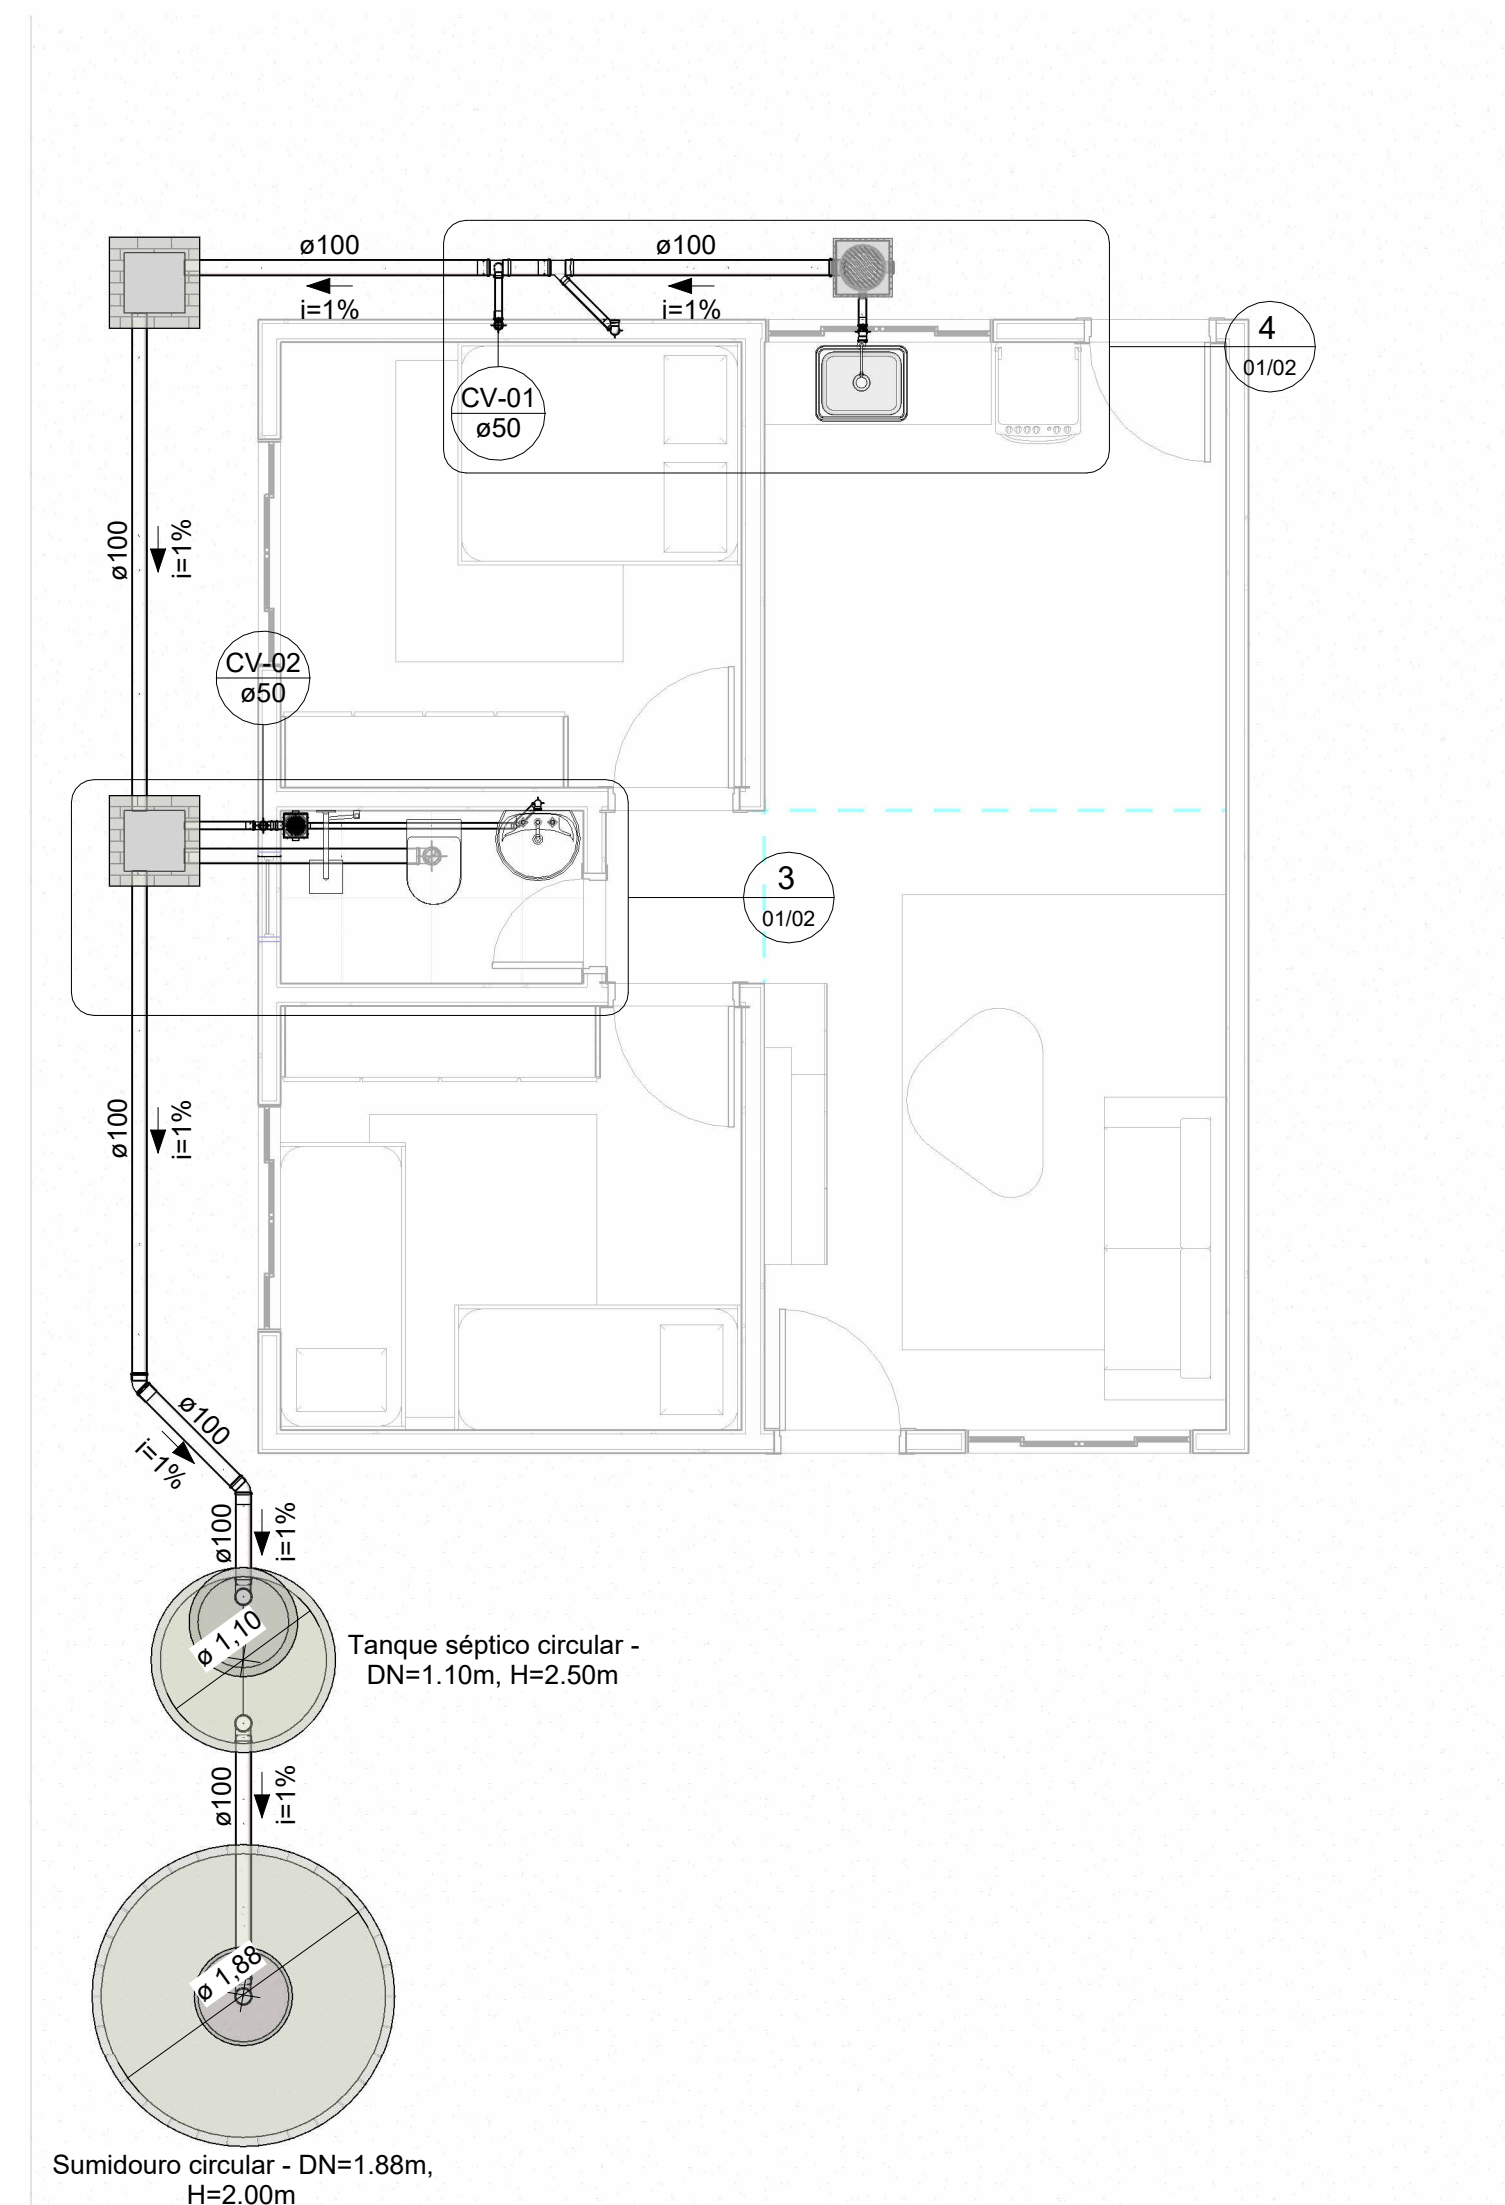 ø100
ø100
i=1%
i=1%
4
01/02
CV-01
ø50
ø100
i=1%
CV-02
ø50
3
01/02
ø100
i=1%
ø100
i=1%
ø100
i=1%
ø 1,10
Tanque séptico circular -
DN=1.10m, H=2.50m
ø100
i=1%
ø 1,88
Sumidouro circular - DN=1.88m,
H=2.00m